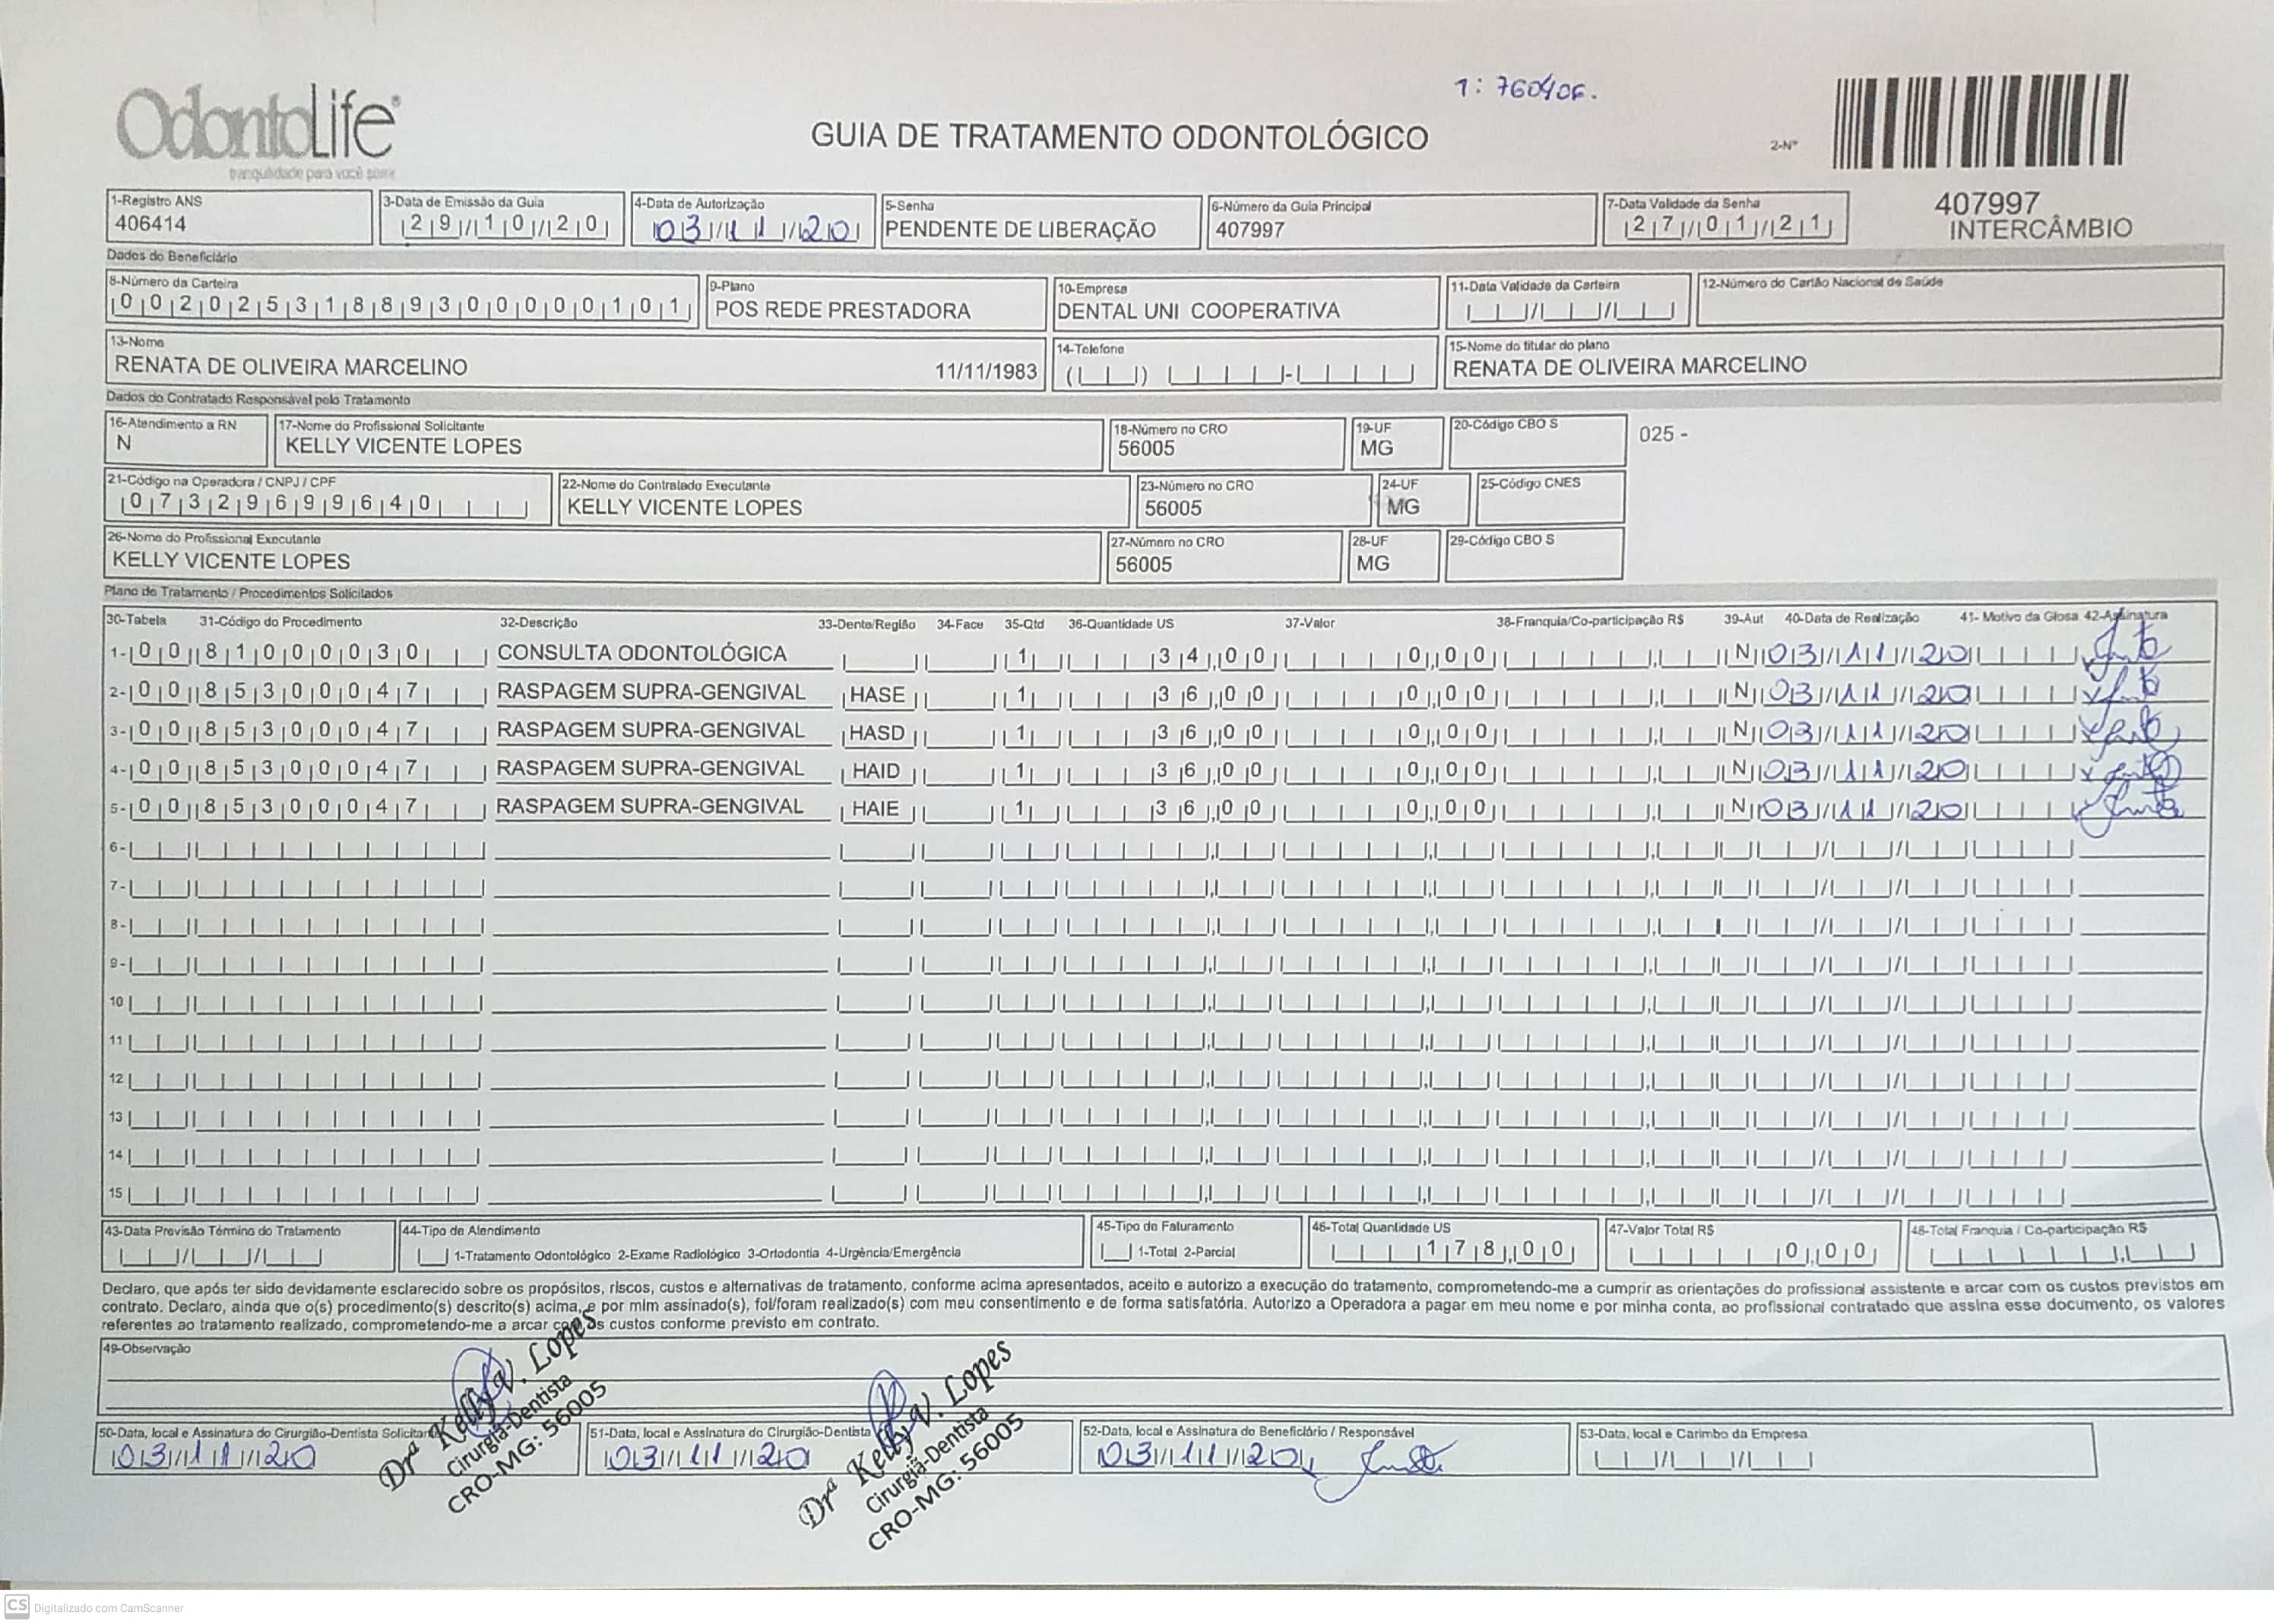 1: 760406.
OdontoLife®
tranquilidade para você sorrir
GUIA DE TRATAMENTO ODONTOLÓGICO
2-Nº
407997
INTERCÂMBIO
1-Registro ANS
406414
3-Data de Emissão da Guia
29/10/20
4-Data de Autorização
03/11/20
5-Senha
PENDENTE DE LIBERAÇÃO
6-Número da Guia Principal
407997
7-Data Validade da Senha
27/01/21
Dados do Beneficiário
8-Número da Carteira
00202531889300000101
9-Plano
POS REDE PRESTADORA
10-Empresa
DENTAL UNI COOPERATIVA
11-Data Validade da Carteira
12-Número do Cartão Nacional de Saúde
13-Nome
RENATA DE OLIVEIRA MARCELINO 11/11/1983
14-Telefone
15-Nome do titular do plano
RENATA DE OLIVEIRA MARCELINO
Dados do Contratado Responsável pelo Tratamento
16-Atendimento a RN
N
17-Nome do Profissional Solicitante
KELLY VICENTE LOPES
18-Número no CRO
56005
19-UF
MG
20-Código CBO S
025 -
21-Código na Operadora / CNPJ / CPF
07329699640
22-Nome do Contratado Executante
KELLY VICENTE LOPES
23-Número no CRO
56005
24-UF
MG
25-Código CNES
26-Nome do Profissional Executante
KELLY VICENTE LOPES
27-Número no CRO
56005
28-UF
MG
29-Código CBO S
Plano de Tratamento / Procedimentos Solicitados
30-Tabela 31-Código do Procedimento 32-Descrição 33-Dente/Região 34-Face 35-Qtd 36-Quantidade US 37-Valor 38-Franquia/Co-participação R$ 39-Aut 40-Data de Realização 41- Motivo da Glosa 42-Assinatura
1- 00 81000030 CONSULTA ODONTOLÓGICA 1 34,00 0,00 N 03/11/20
2- 00 85300047 RASPAGEM SUPRA-GENGIVAL HASE 1 36,00 0,00 N 03/11/20
3- 00 85300047 RASPAGEM SUPRA-GENGIVAL HASD 1 36,00 0,00 N 03/11/20
4- 00 85300047 RASPAGEM SUPRA-GENGIVAL HAID 1 36,00 0,00 N 03/11/20
5- 00 85300047 RASPAGEM SUPRA-GENGIVAL HAIE 1 36,00 0,00 N 03/11/20
6-
7-
8-
9-
10
11
12
13
14
15
43-Data Previsão Término do Tratamento
44-Tipo de Atendimento
1-Tratamento Odontológico 2-Exame Radiológico 3-Ortodontia 4-Urgência/Emergência
45-Tipo de Faturamento
1-Total 2-Parcial
46-Total Quantidade US
178,00
47-Valor Total R$
0,00
48-Total Franquia / Co-participação R$
Declaro, que após ter sido devidamente esclarecido sobre os propósitos, riscos, custos e alternativas de tratamento, conforme acima apresentados, aceito e autorizo a execução do tratamento, comprometendo-me a cumprir as orientações do profissional assistente e arcar com os custos previstos em
contrato. Declaro, ainda que o(s) procedimento(s) descrito(s) acima, e por mim assinado(s), foi/foram realizado(s) com meu consentimento e de forma satisfatória. Autorizo a Operadora a pagar em meu nome e por minha conta, ao profissional contratado que assina esse documento, os valores
referentes ao tratamento realizado, comprometendo-me a arcar com os custos conforme previsto em contrato.
49-Observação
50-Data, local e Assinatura do Cirurgião-Dentista Solicitante
03/11/20
Drª Kelly V. Lopes
Cirurgiã-Dentista
CRO-MG: 56005
51-Data, local e Assinatura do Cirurgião-Dentista
03/11/20
Drª Kelly V. Lopes
Cirurgiã-Dentista
CRO-MG: 56005
52-Data, local e Assinatura do Beneficiário / Responsável
03/11/20
53-Data, local e Carimbo da Empresa
CS Digitalizado com CamScanner